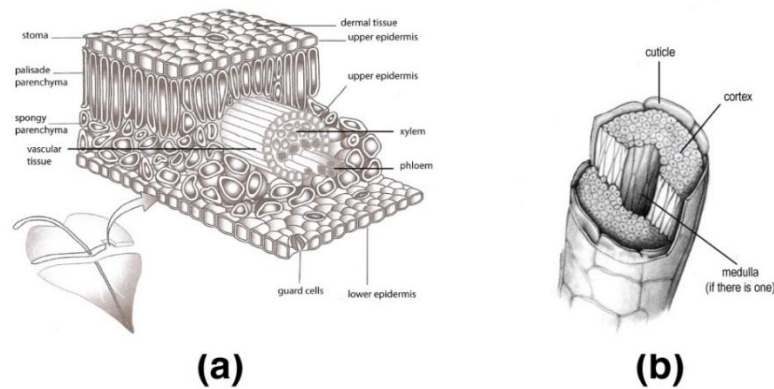 dermal tissue
stoma
upper epidermis
palisade
parenchyma
upper epidermis
spongy
parenchyma
xylem
vascular
tissue
phloem
guard cells
lower epidermis
(a)
cuticle
cortex
medulla
(if there is one)
(b)